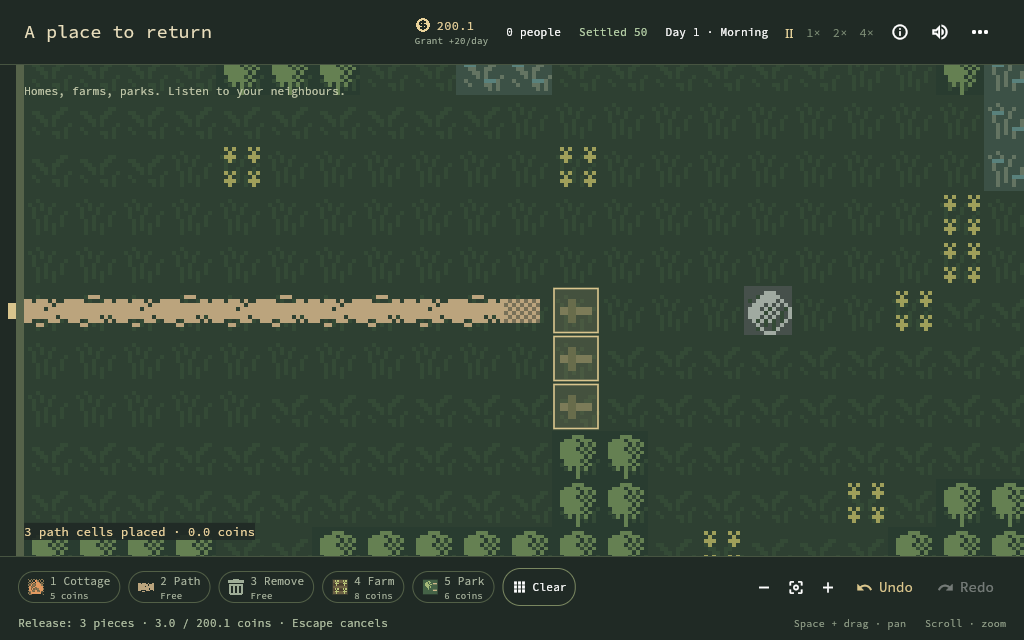 A place to return
200.1
Grant +20/day
0 people
Settled 50
Day 1 · Morning
1×
2×
4×
Homes, farms, parks. Listen to your neighbours.
3 path cells placed · 0.0 coins
1 Cottage
5 coins
2 Path
Free
3 Remove
Free
4 Farm
8 coins
5 Park
6 coins
Clear
Undo
Redo
Release: 3 pieces · 3.0 / 200.1 coins · Escape cancels
Space + drag · pan
Scroll · zoom